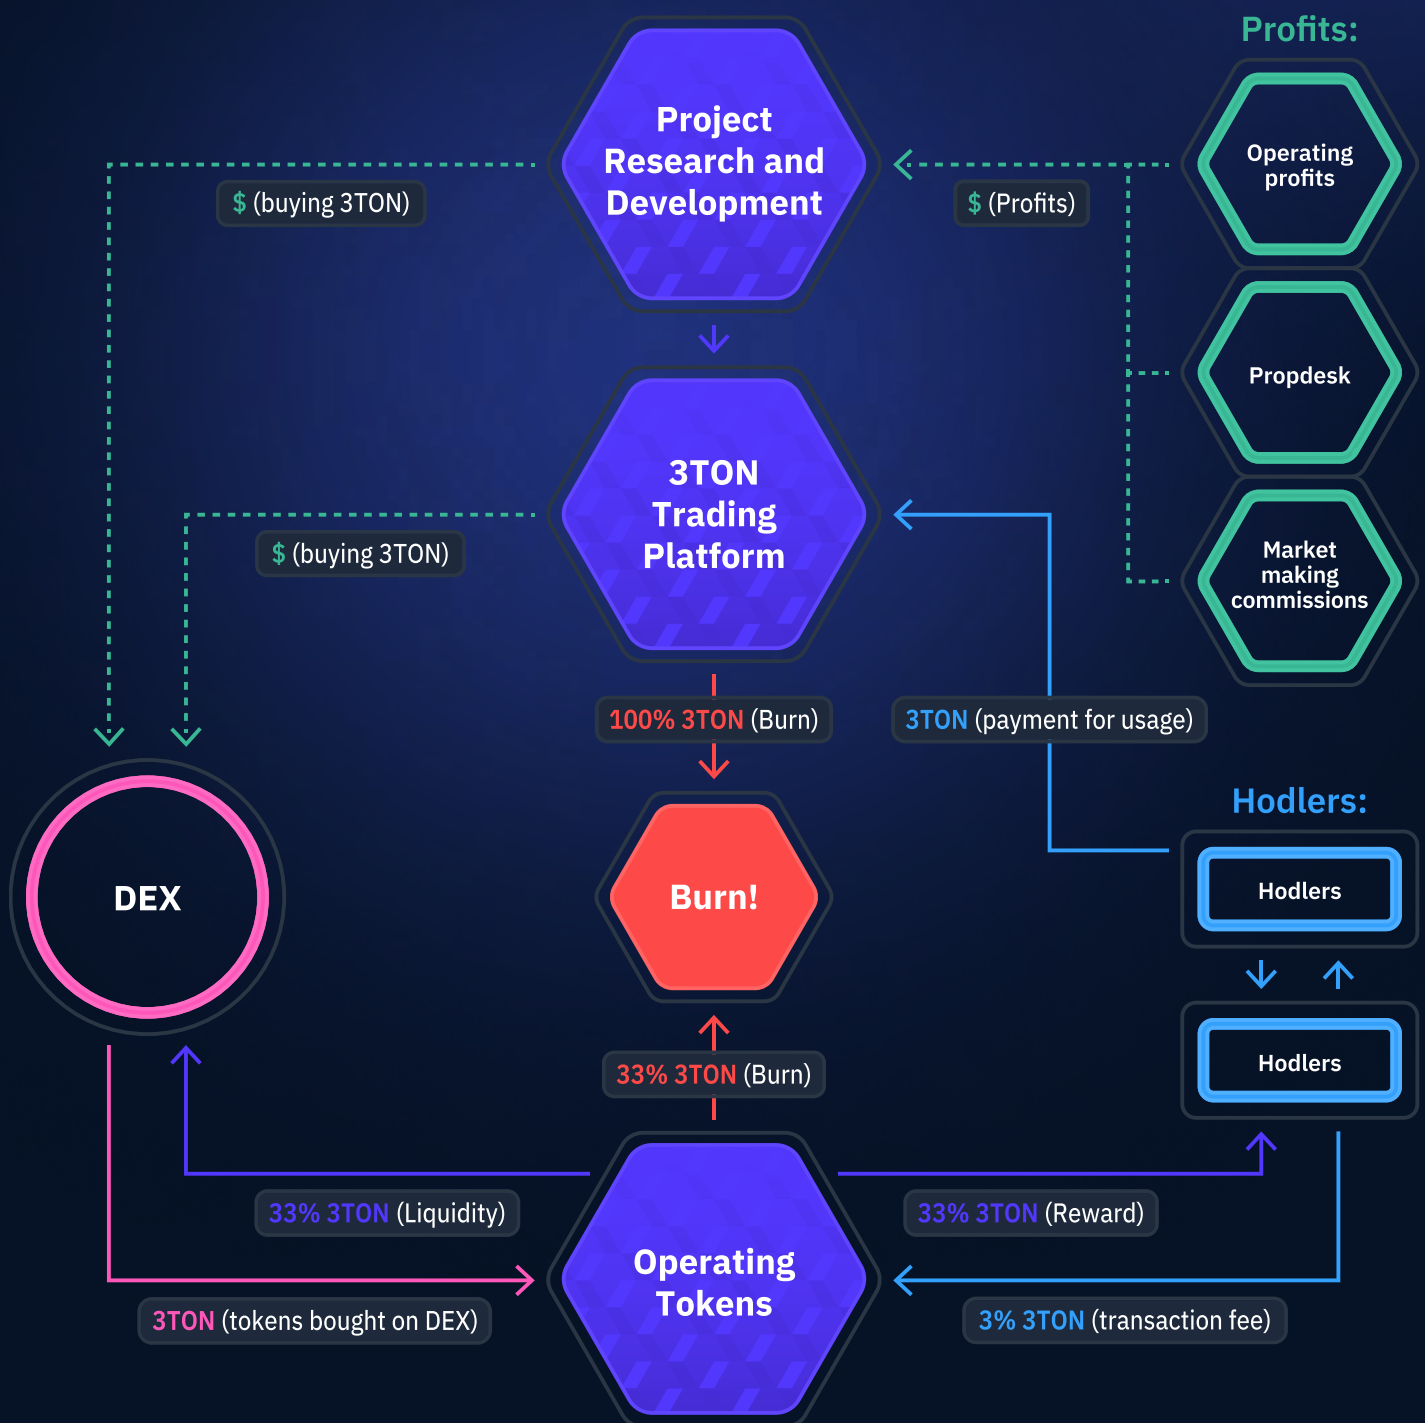 Profits:
Project
Research and
Development
Operating
profits
$ (buying 3TON)
$ (Profits)
Propdesk
3TON
Trading
Platform
$ (buying 3TON)
Market
making
commissions
100% 3TON (Burn)
3TON (payment for usage)
Hodlers:
DEX
Burn!
Hodlers
Hodlers
33% 3TON (Burn)
33% 3TON (Liquidity)
33% 3TON (Reward)
Operating
Tokens
3TON (tokens bought on DEX)
3% 3TON (transaction fee)